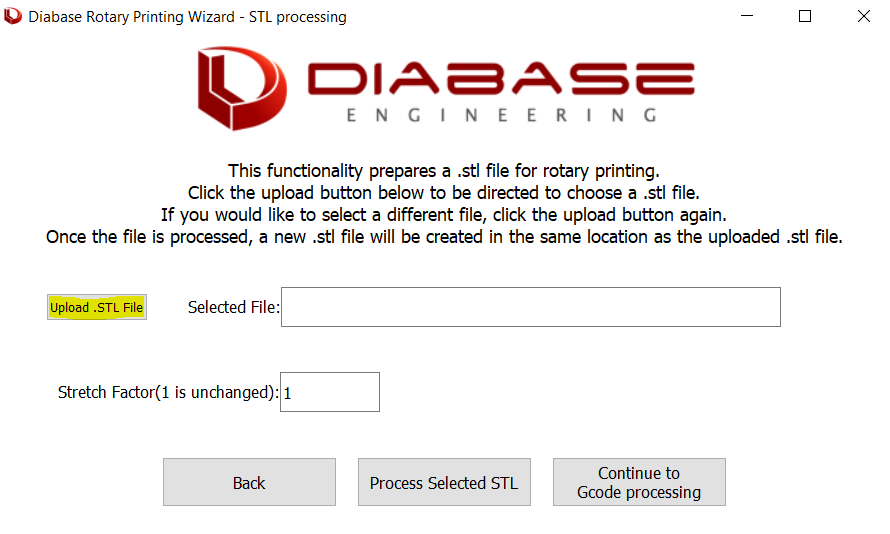 Diabase Rotary Printing Wizard - STL processing
DIABASE
ENGINEERING
This functionality prepares a .stl file for rotary printing.
Click the upload button below to be directed to choose a .stl file.
If you would like to select a different file, click the upload button again.
Once the file is processed, a new .stl file will be created in the same location as the uploaded .stl file.
Upload .STL File Selected File:
Stretch Factor(1 is unchanged): 1
Back Process Selected STL Continue to
Gcode processing